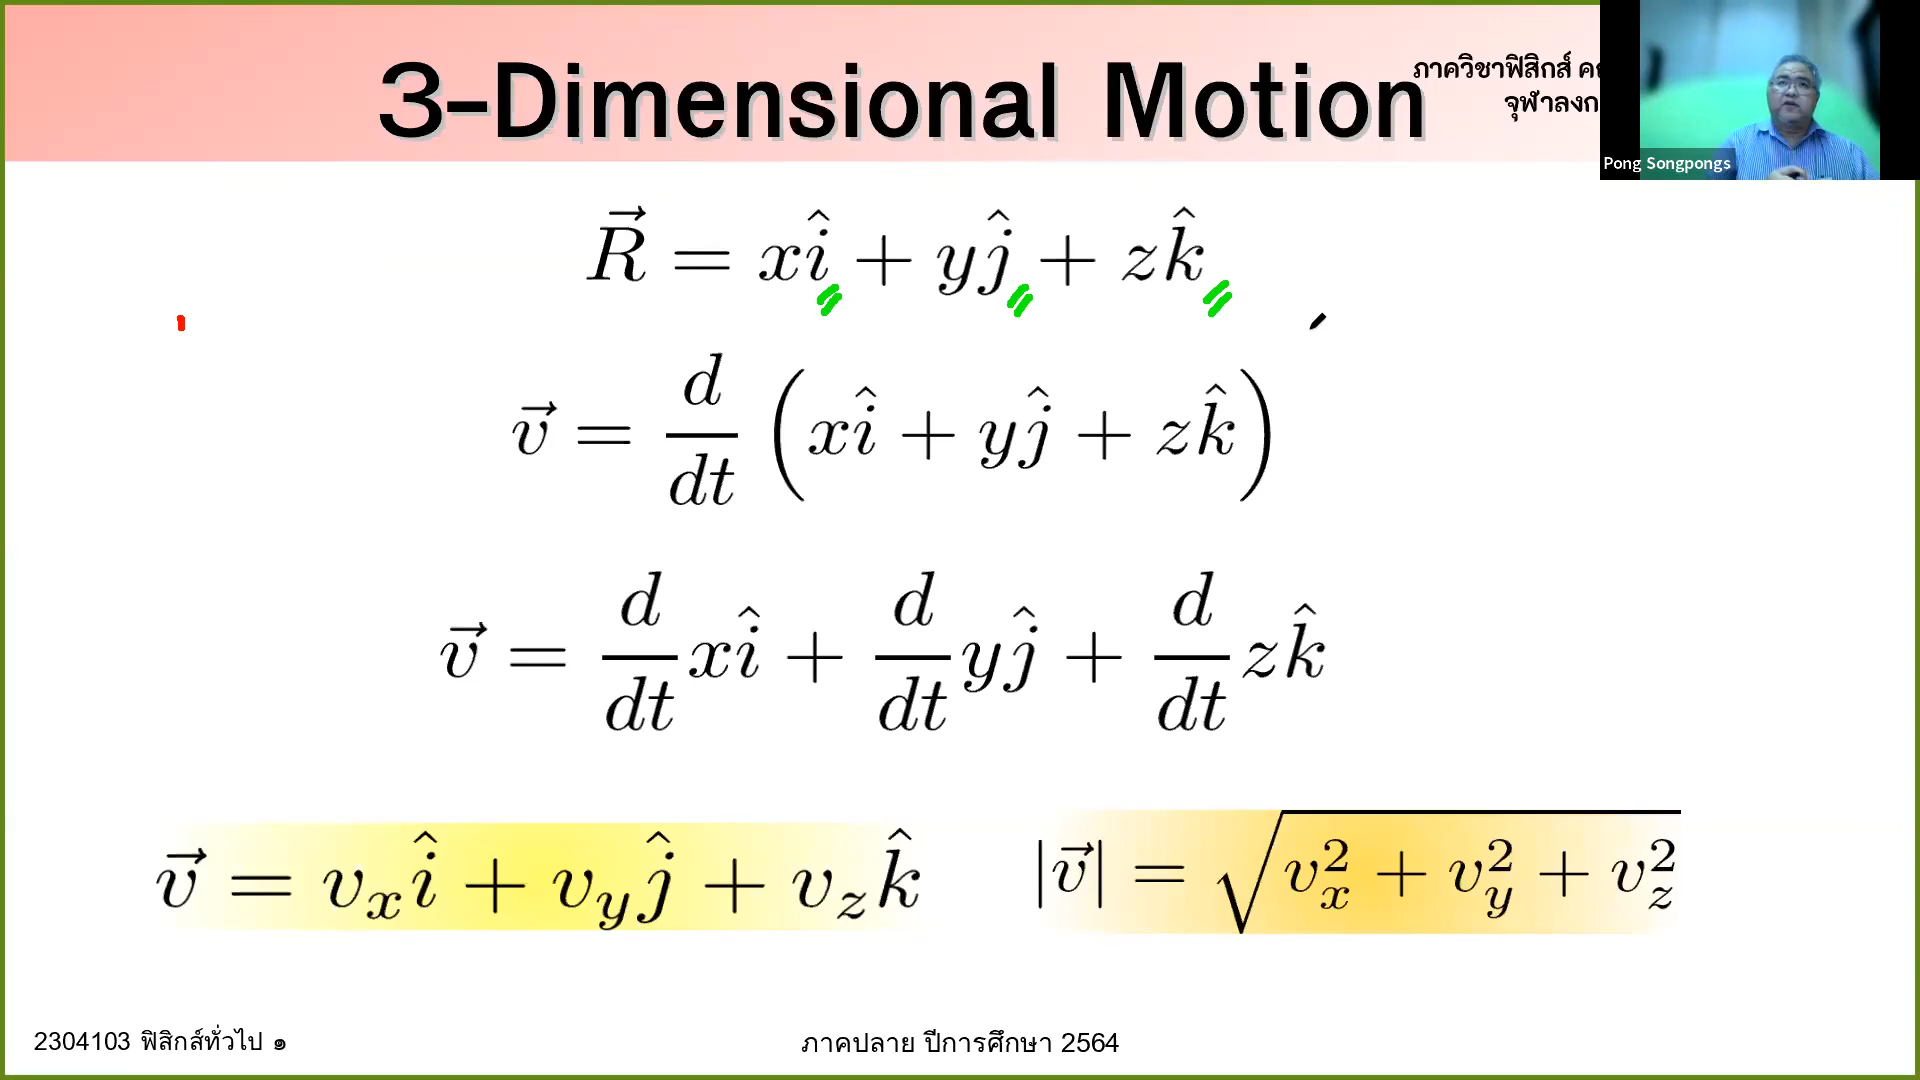 3-Dimensional Motion
ภาควิชาฟิสิกส์
จุฬาลงก
Pong Songpongs
\vec{R} = x\hat{i} + y\hat{j} + z\hat{k}
\vec{v} = \frac{d}{dt} \left( x\hat{i} + y\hat{j} + z\hat{k} \right)
\vec{v} = \frac{d}{dt} x\hat{i} + \frac{d}{dt} y\hat{j} + \frac{d}{dt} z\hat{k}
\vec{v} = v_x\hat{i} + v_y\hat{j} + v_z\hat{k}
|\vec{v}| = \sqrt{v_x^2 + v_y^2 + v_z^2}
2304103 ฟิสิกส์ทั่วไป ๑
ภาคปลาย ปีการศึกษา 2564